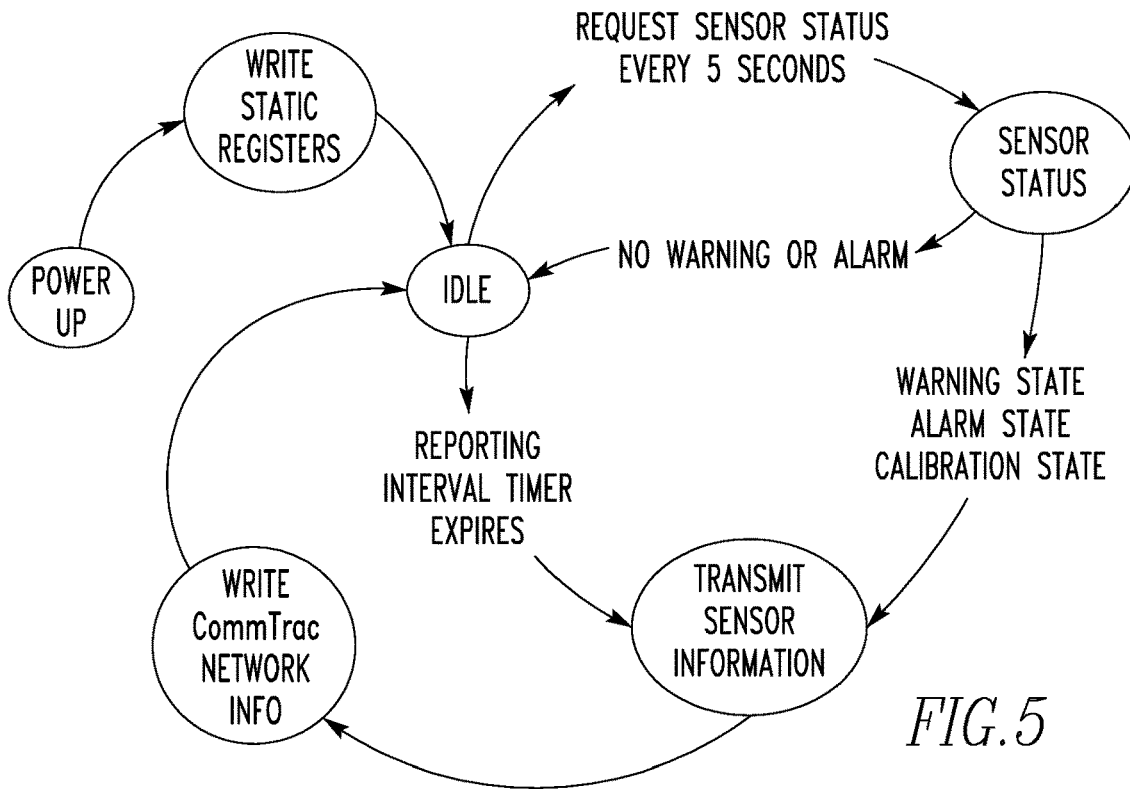 REQUEST SENSOR STATUS
EVERY 5 SECONDS
WRITE
STATIC
REGISTERS
SENSOR
STATUS
POWER
UP
IDLE
NO WARNING OR ALARM
WARNING STATE
ALARM STATE
CALIBRATION STATE
REPORTING
INTERVAL TIMER
EXPIRES
WRITE
CommTrac
NETWORK
INFO
TRANSMIT
SENSOR
INFORMATION
FIG.5